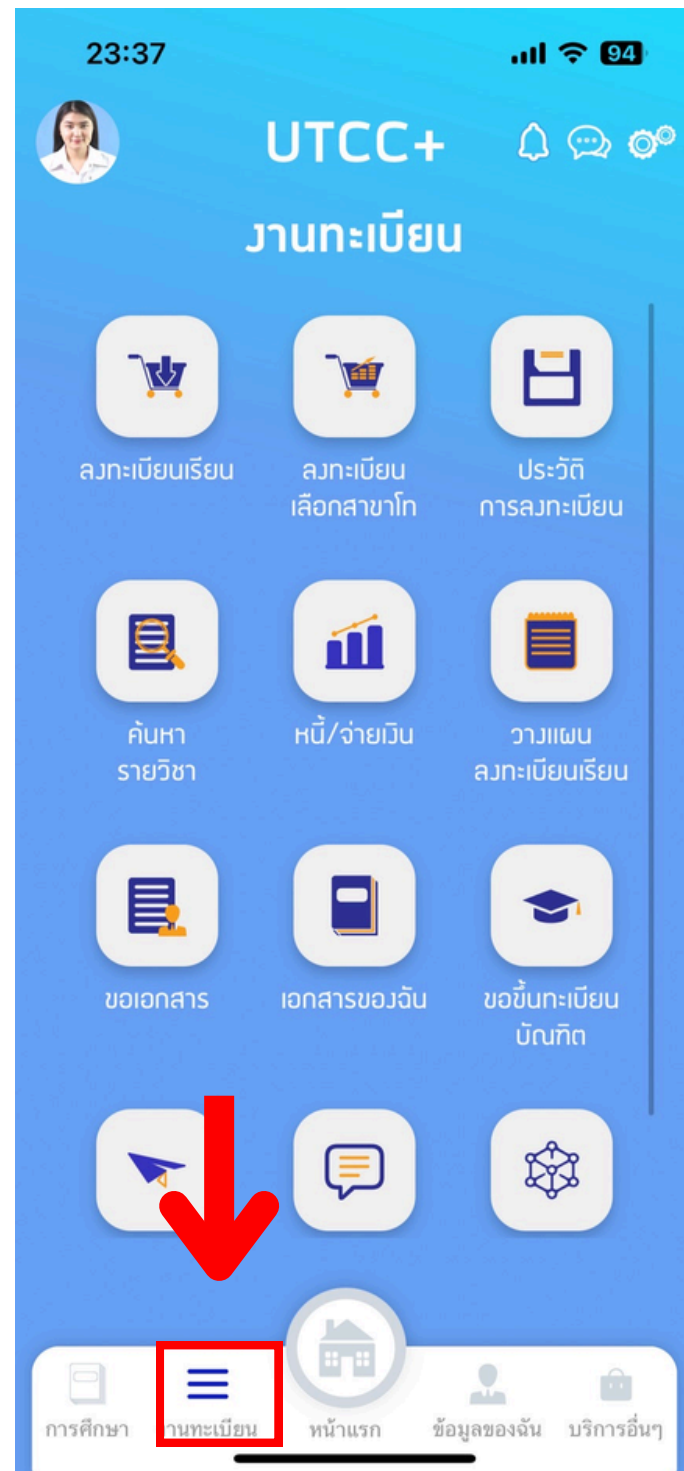 23:37
94
UTCC+
งานทะเบียน
ลงทะเบียนเรียน
ลงทะเบียน
เลือกสาขาโท
ประวัติ
การลงทะเบียน
ค้นหา
รายวิชา
หนี้/จ่ายเงิน
วางแผน
ลงทะเบียนเรียน
ขอเอกสาร
เอกสารของฉัน
ขอขึ้นทะเบียน
บัณฑิต
การศึกษา
งานทะเบียน
หน้าแรก
ข้อมูลของฉัน
บริการอื่นๆ